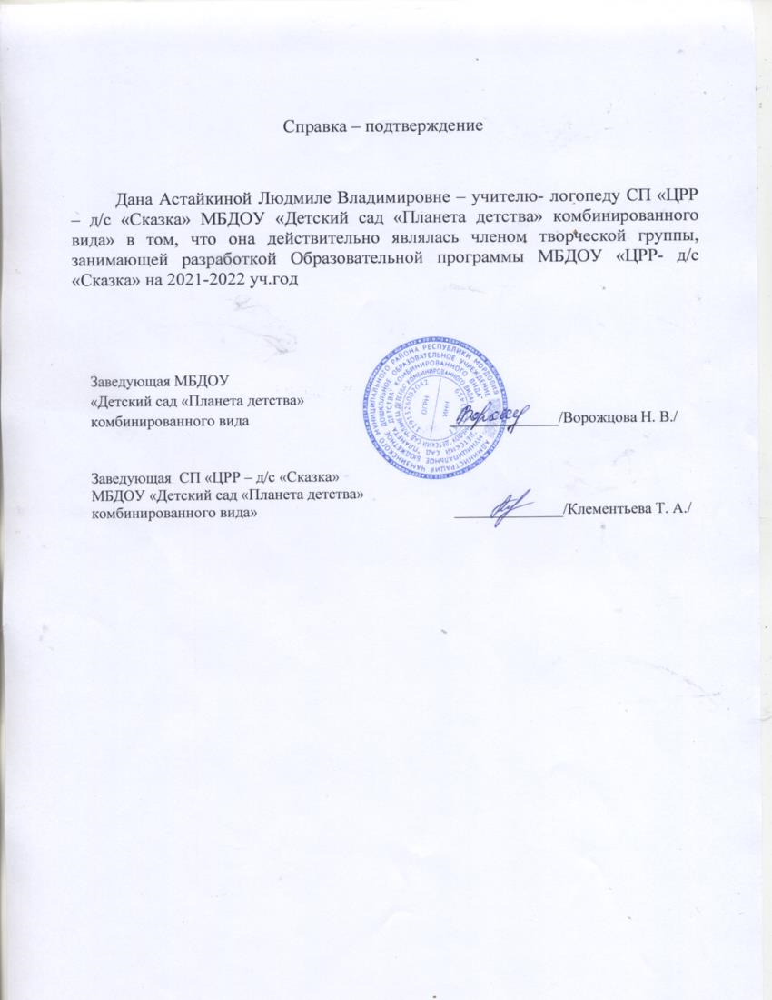 Справка – подтверждение
Дана Астайкиной Людмиле Владимировне – учителю- логопеду СП «ЦРР
– д/с «Сказка» МБДОУ «Детский сад «Планета детства» комбинированного
вида» в том, что она действительно являлась членом творческой группы,
занимающей разработкой Образовательной программы МБДОУ «ЦРР- д/с
«Сказка» на 2021-2022 уч.год
Заведующая МБДОУ
«Детский сад «Планета детства»
комбинированного вида
/Ворожцова Н. В./
Заведующая СП «ЦРР – д/с «Сказка»
МБДОУ «Детский сад «Планета детства»
комбинированного вида»
/Клементьева Т. А./
ОГРН
ИНН